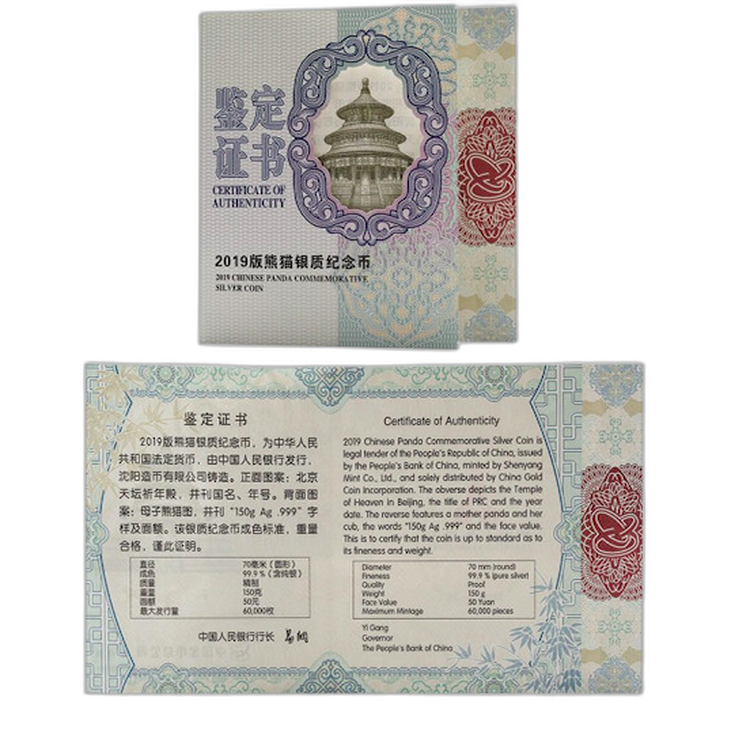 鉴定
证书
CERTIFICATE OF
AUTHENTICITY
2019版熊猫银质纪念币
2019 CHINESE PANDA COMMEMORATIVE
SILVER COIN
鉴定证书
2019版熊猫银质纪念币，为中华人民
共和国法定货币，由中国人民银行发行，
沈阳造币有限公司铸造。正面图案：北京
天坛祈年殿，并刊国名、年号。背面图
案：母子熊猫图，并刊“150g Ag .999”字
样及面额。该银质纪念币成色标准，重量
合格，谨此证明。
直径 70毫米（圆形）
成色 99.9%（含纯银）
质量 精制
重量 150克
面额 50元
最大发行量 60,000枚
中国人民银行行长 易纲
Certificate of Authenticity
2019 Chinese Panda Commemorative Silver Coin is
legal tender of the People's Republic of China, issued
by the People's Bank of China, minted by Shenyang
Mint Co., Ltd., and solely distributed by China Gold
Coin Incorporation. The obverse depicts the Temple
of Heaven in Beijing, the title of PRC and the year
date. The reverse features a mother panda and her
cub, the words "150g Ag .999" and the face value.
This is to certify that the coin is up to standard as to
its fineness and weight.
Diameter 70 mm (round)
Fineness 99.9 % (pure silver)
Quality Proof
Weight 150 g
Face Value 50 Yuan
Maximum Mintage 60,000 pieces
Yi Gang
Governor
The People's Bank of China